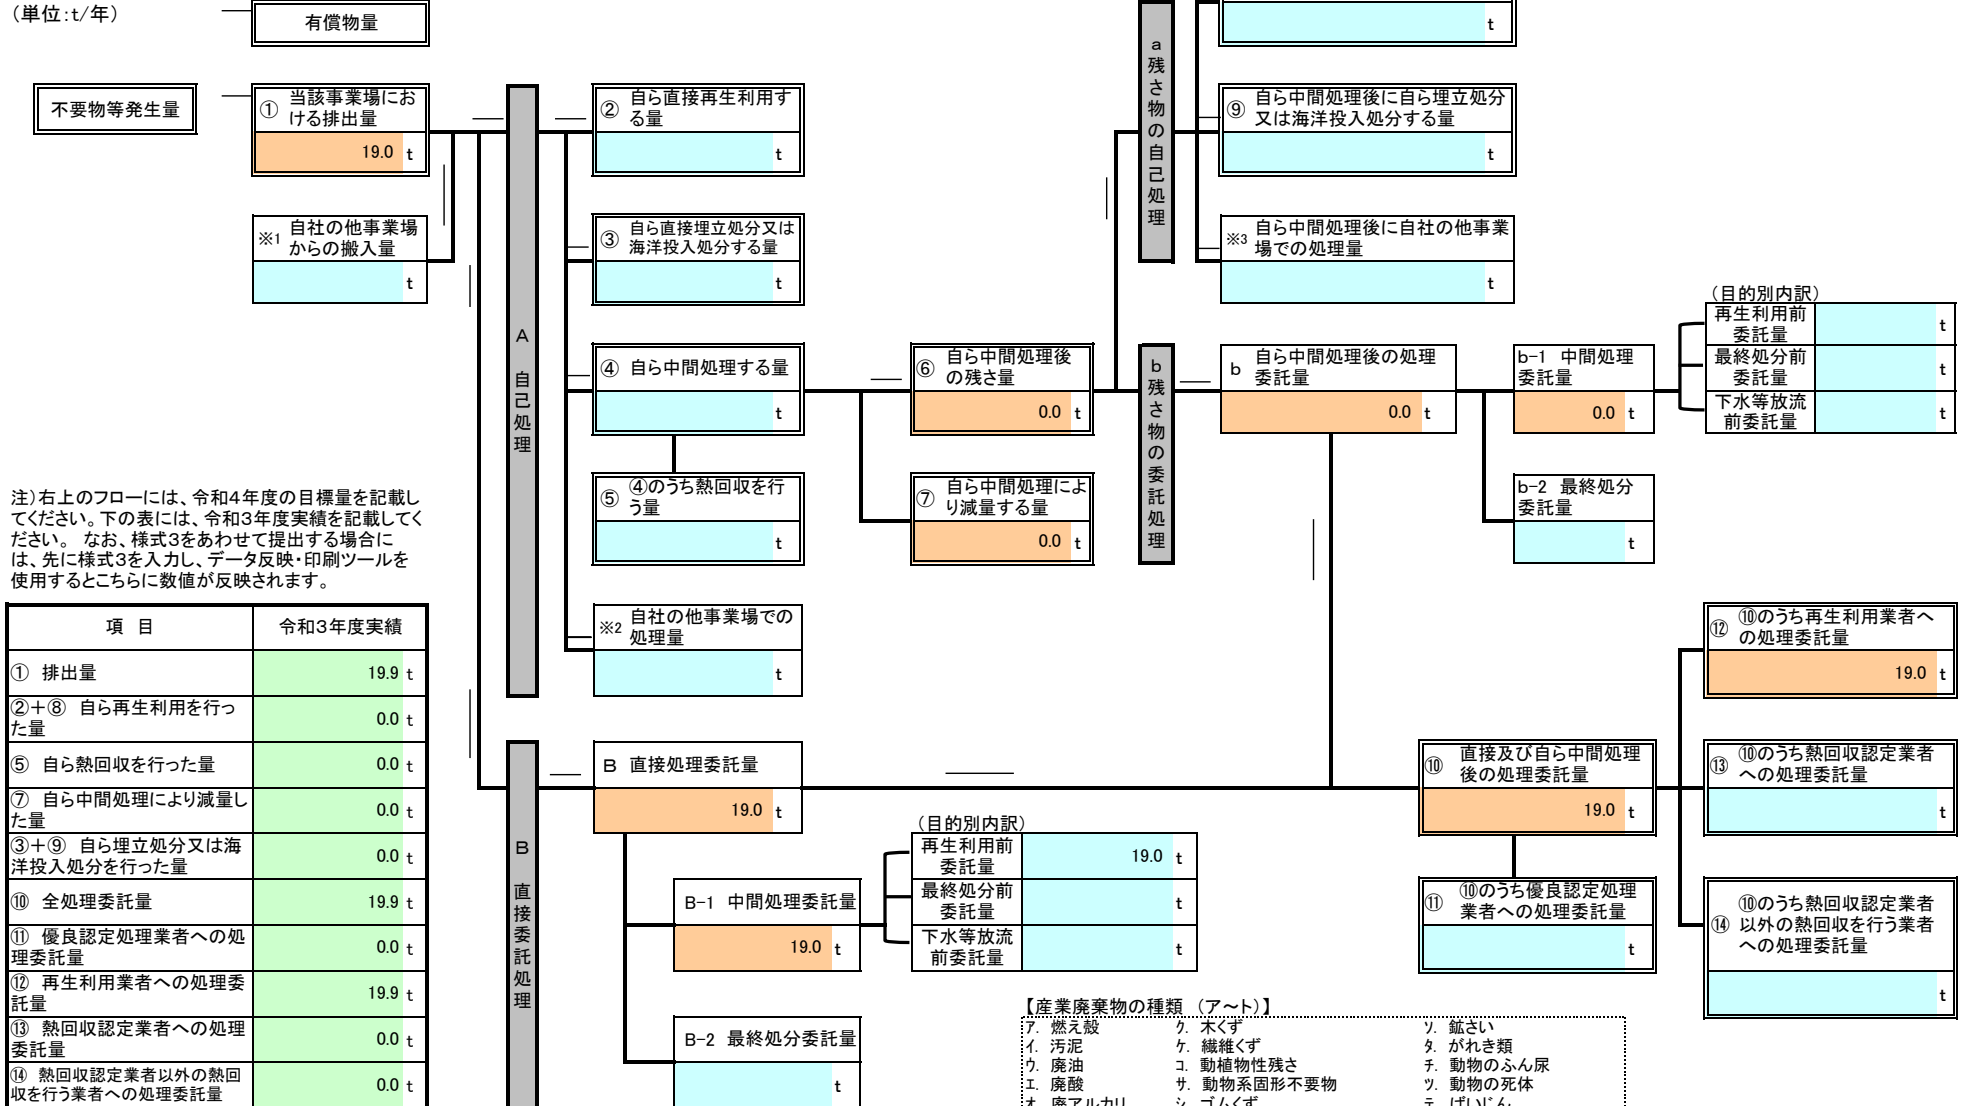 （単位：t/年）
有償物量
t
不要物等発生量
① 当該事業場にお
ける排出量
19.0 t
② 自ら直接再生利用す
る量
t
⑨ 自ら中間処理後に自ら埋立処分
又は海洋投入処分する量
t
a 残さ物の自己処理
※1 自社の他事業場
からの搬入量
t
③ 自ら直接埋立処分又は
海洋投入処分する量
t
※3 自ら中間処理後に自社の他事業
場での処理量
t
A 自己処理
④ 自ら中間処理する量
t
⑥ 自ら中間処理後
の残さ量
0.0 t
b 残さ物の委託処理
b 自ら中間処理後の処理
委託量
0.0 t
b-1 中間処理
委託量
0.0 t
（目的別内訳）
再生利用前
委託量
t
最終処分前
委託量
t
下水等放流
前委託量
t
⑤ ④のうち熱回収を行
う量
t
⑦ 自ら中間処理によ
り減量する量
0.0 t
b-2 最終処分
委託量
t
注）右上のフローには、令和４年度の目標量を記載し
てください。下の表には、令和３年度実績を記載してく
ださい。 なお、様式３をあわせて提出する場合に
は、先に様式３を入力し、データ反映・印刷ツールを
使用するとこちらに数値が反映されます。
※2 自社の他事業場での
処理量
t
項 目 令和３年度実績
① 排出量 19.9 t
②＋⑧ 自ら再生利用を行っ
た量 0.0 t
⑤ 自ら熱回収を行った量 0.0 t
⑦ 自ら中間処理により減量し
た量 0.0 t
③＋⑨ 自ら埋立処分又は海
洋投入処分を行った量 0.0 t
⑩ 全処理委託量 19.9 t
⑪ 優良認定処理業者への処
理委託量 0.0 t
⑫ 再生利用業者への処理委
託量 19.9 t
⑬ 熱回収認定業者への処理
委託量 0.0 t
⑭ 熱回収認定業者以外の熱回
収を行う業者への処理委託量 0.0 t
B 直接委託処理
B 直接処理委託量
19.0 t
B-1 中間処理委託量
19.0 t
（目的別内訳）
再生利用前
委託量
19.0 t
最終処分前
委託量
t
下水等放流
前委託量
t
B-2 最終処分委託量
t
⑩ 直接及び自ら中間処理
後の処理委託量
19.0 t
⑪ ⑩のうち優良認定処理
業者への処理委託量
t
⑫ ⑩のうち再生利用業者へ
の処理委託量
19.0 t
⑬ ⑩のうち熱回収認定業者
への処理委託量
t
⑭ ⑩のうち熱回収認定業者
以外の熱回収を行う業者
への処理委託量
t
【産業廃棄物の種類 （ア～ト）】
ア. 燃え殻 ク. 木くず ソ. 鉱さい
イ. 汚泥 ケ. 繊維くず タ. がれき類
ウ. 廃油 コ. 動植物性残さ チ. 動物のふん尿
エ. 廃酸 サ. 動物系固形不要物 ツ. 動物の死体
オ. 廃アルカリ シ. ゴムくず テ. ばいじん